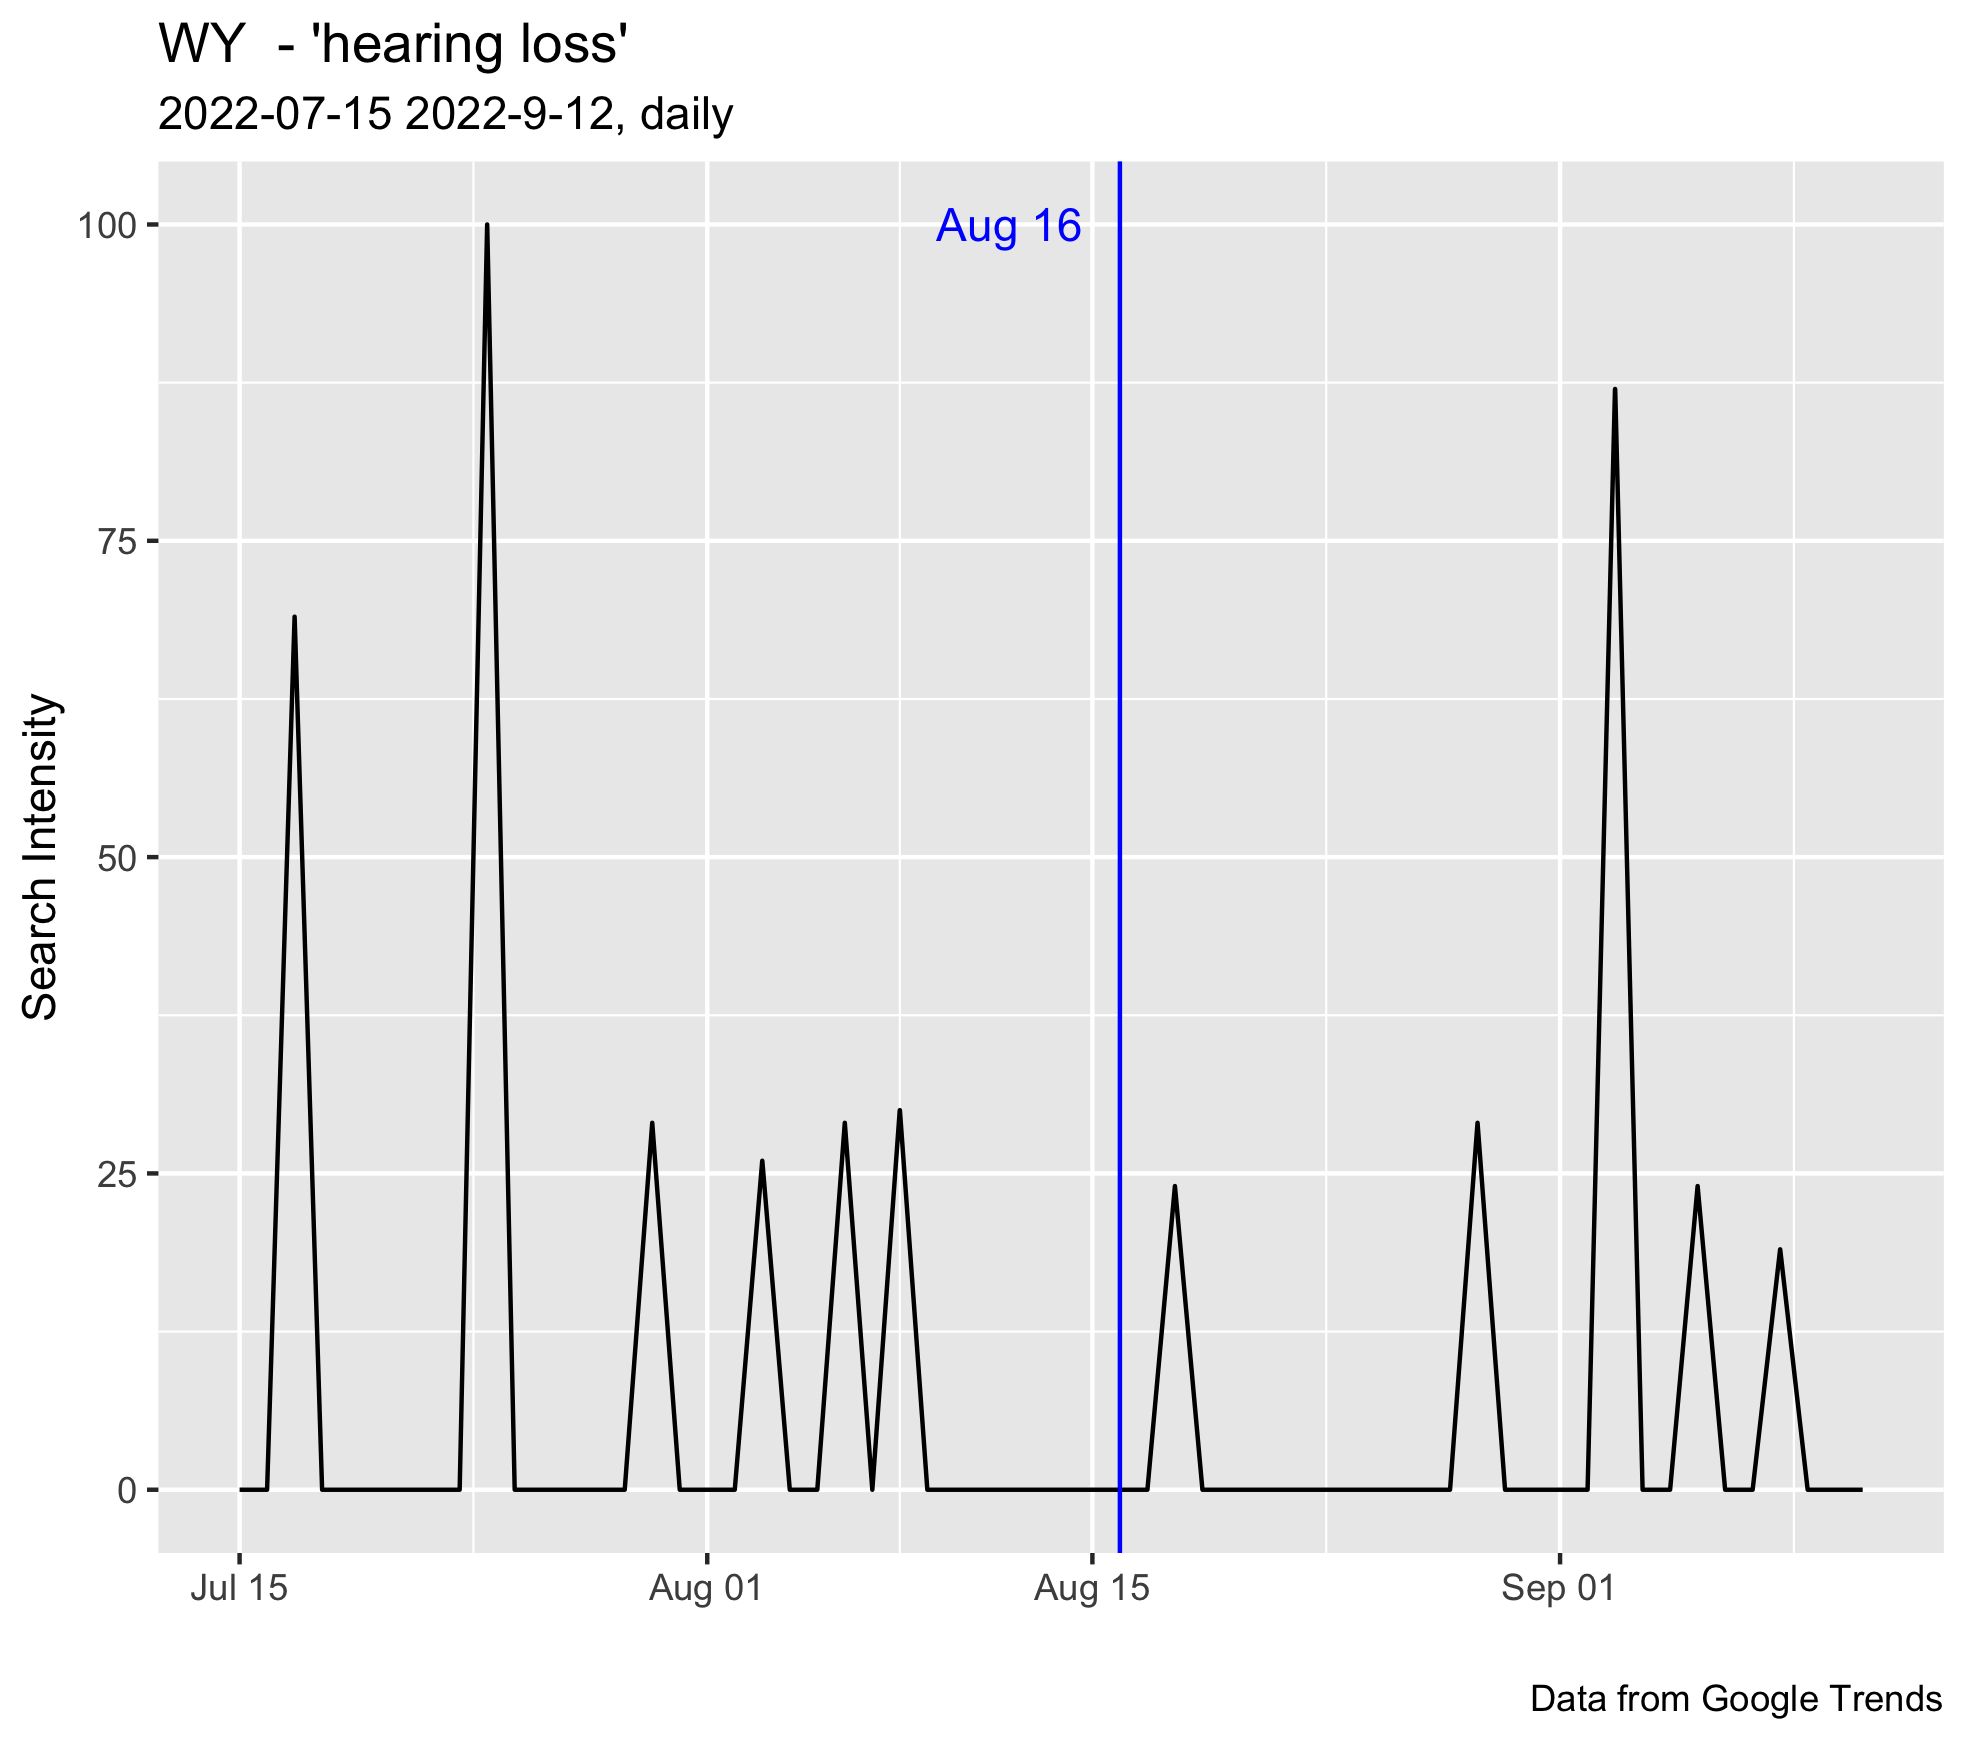 WY  - 'hearing loss'
2022-07-15 2022-9-12, daily
Aug 16
100
75
50
25
0
Search Intensity
Jul 15
Aug 01
Aug 15
Sep 01
Data from Google Trends